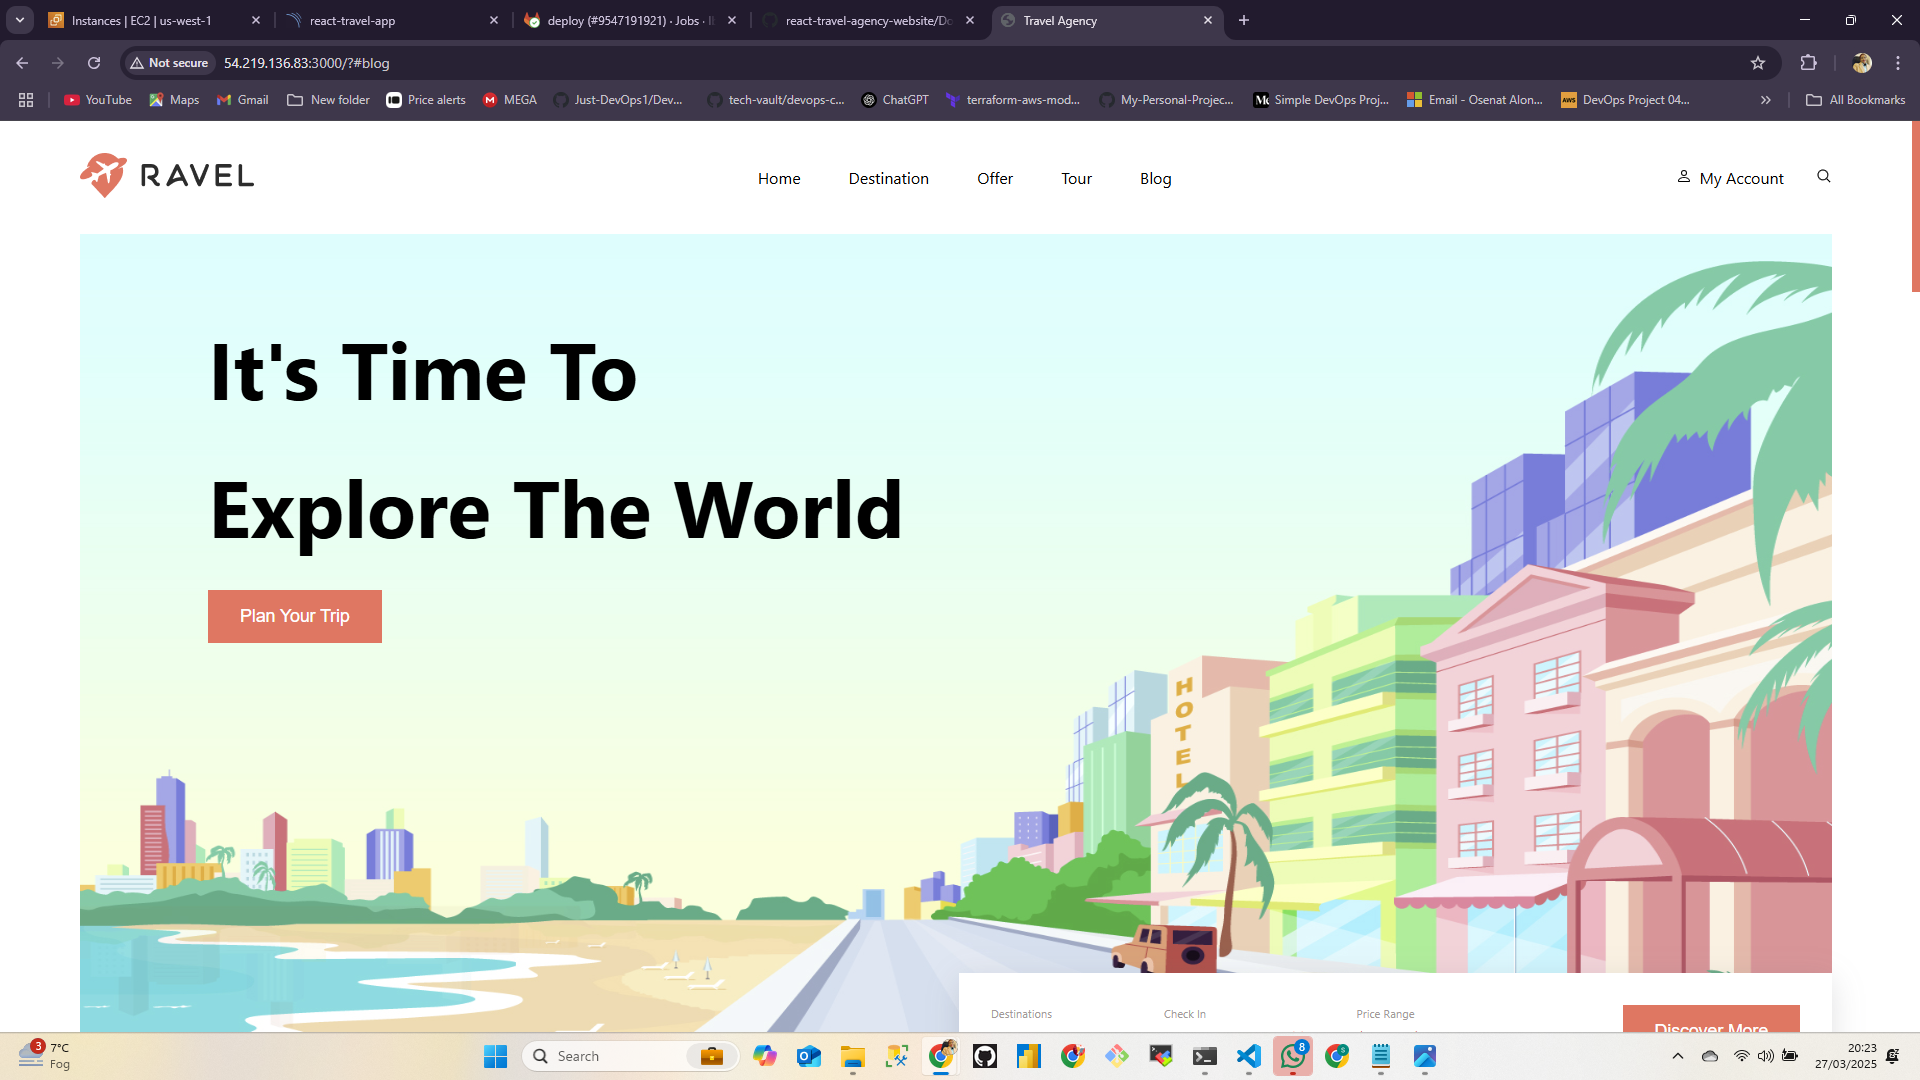 Instances | EC2 | us-west-1
react-travel-app
deploy (#9547191921) · Jobs ·
react-travel-agency-website/Do
Travel Agency
Not secure
54.219.136.83:3000/?#blog
YouTube
Maps
Gmail
New folder
Price alerts
MEGA
Just-DevOps1/Dev...
tech-vault/devops-c...
ChatGPT
terraform-aws-mod...
My-Personal-Projec...
Simple DevOps Proj...
Email - Osenat Alon...
aws
DevOps Project 04...
All Bookmarks
RAVEL
Home
Destination
Offer
Tour
Blog
My Account
It's Time To
Explore The World
Plan Your Trip
HOTEL
Destinations
Check In
Price Range
Discover More
3
7°C
Fog
Search
8
20:23
27/03/2025